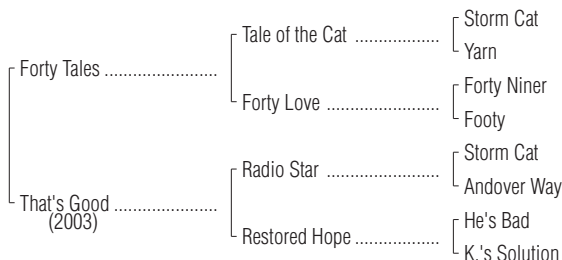 Storm Cat
Tale of the Cat ..................
Yarn
Forty Tales ........................
Forty Niner
Forty Love ........................
Footy
Storm Cat
Radio Star ........................
Andover Way
That's Good ......................
(2003)
He's Bad
Restored Hope ..................
K.'s Solution